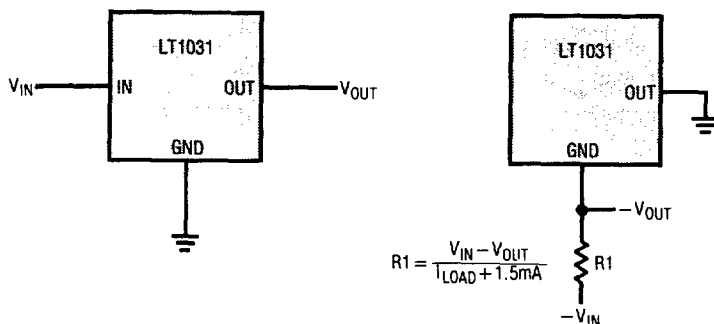 LT1031
V_IN
IN
OUT
V_OUT
GND
LT1031
OUT
GND
-V_OUT
R1 = (V_IN - V_OUT) / (I_LOAD + 1.5mA)
R1
-V_IN